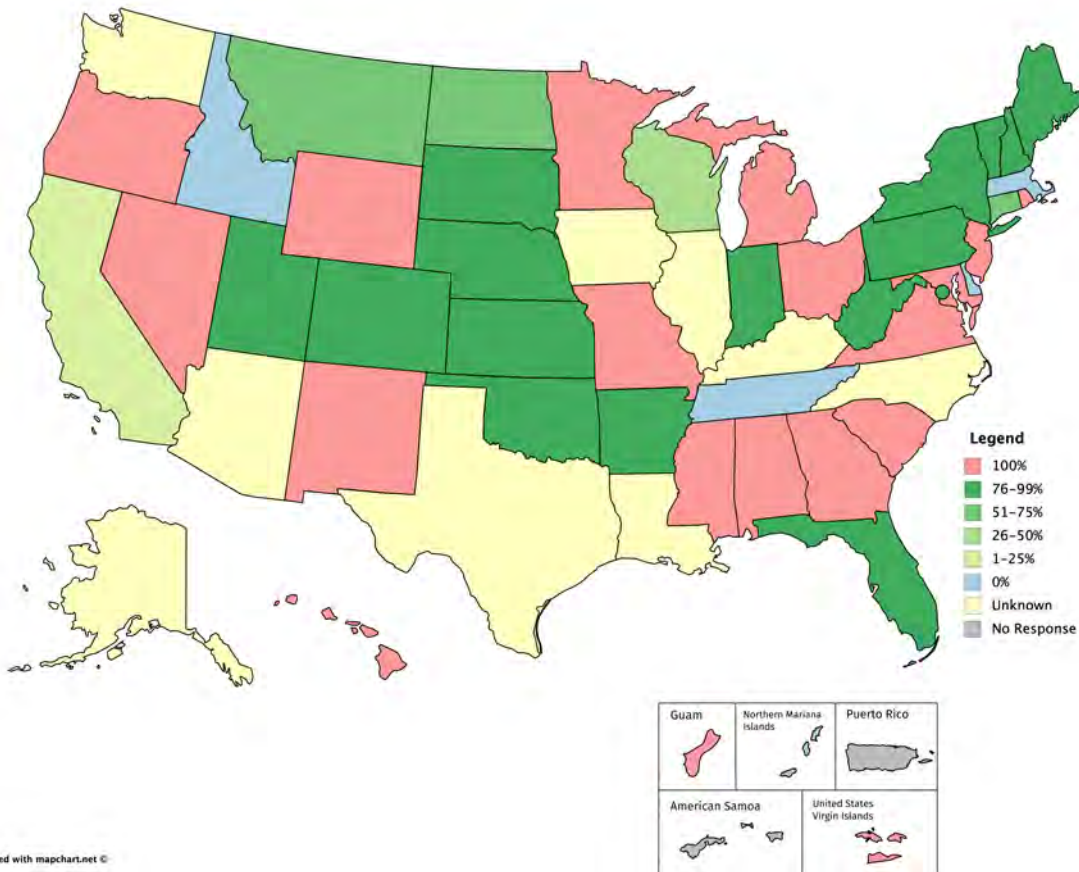 Legend
100%
76–99%
51–75%
26–50%
1–25%
0%
Unknown
No Response
Guam
Northern Mariana
Islands
Puerto Rico
American Samoa
United States
Virgin Islands
ed with mapchart.net ©